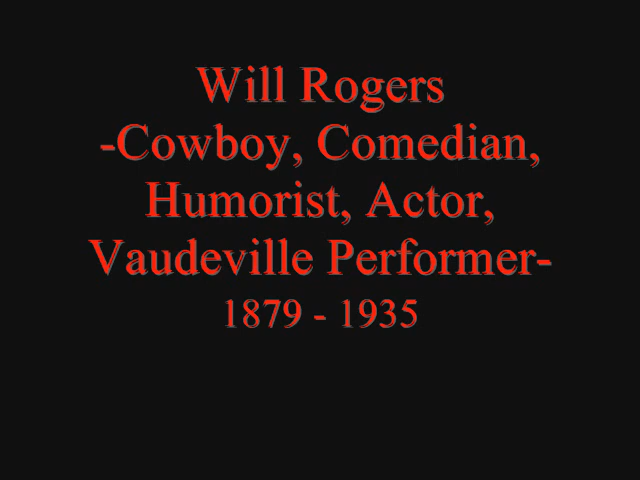 Will Rogers
-Cowboy, Comedian,
Humorist, Actor,
Vaudeville Performer-
1879 - 1935